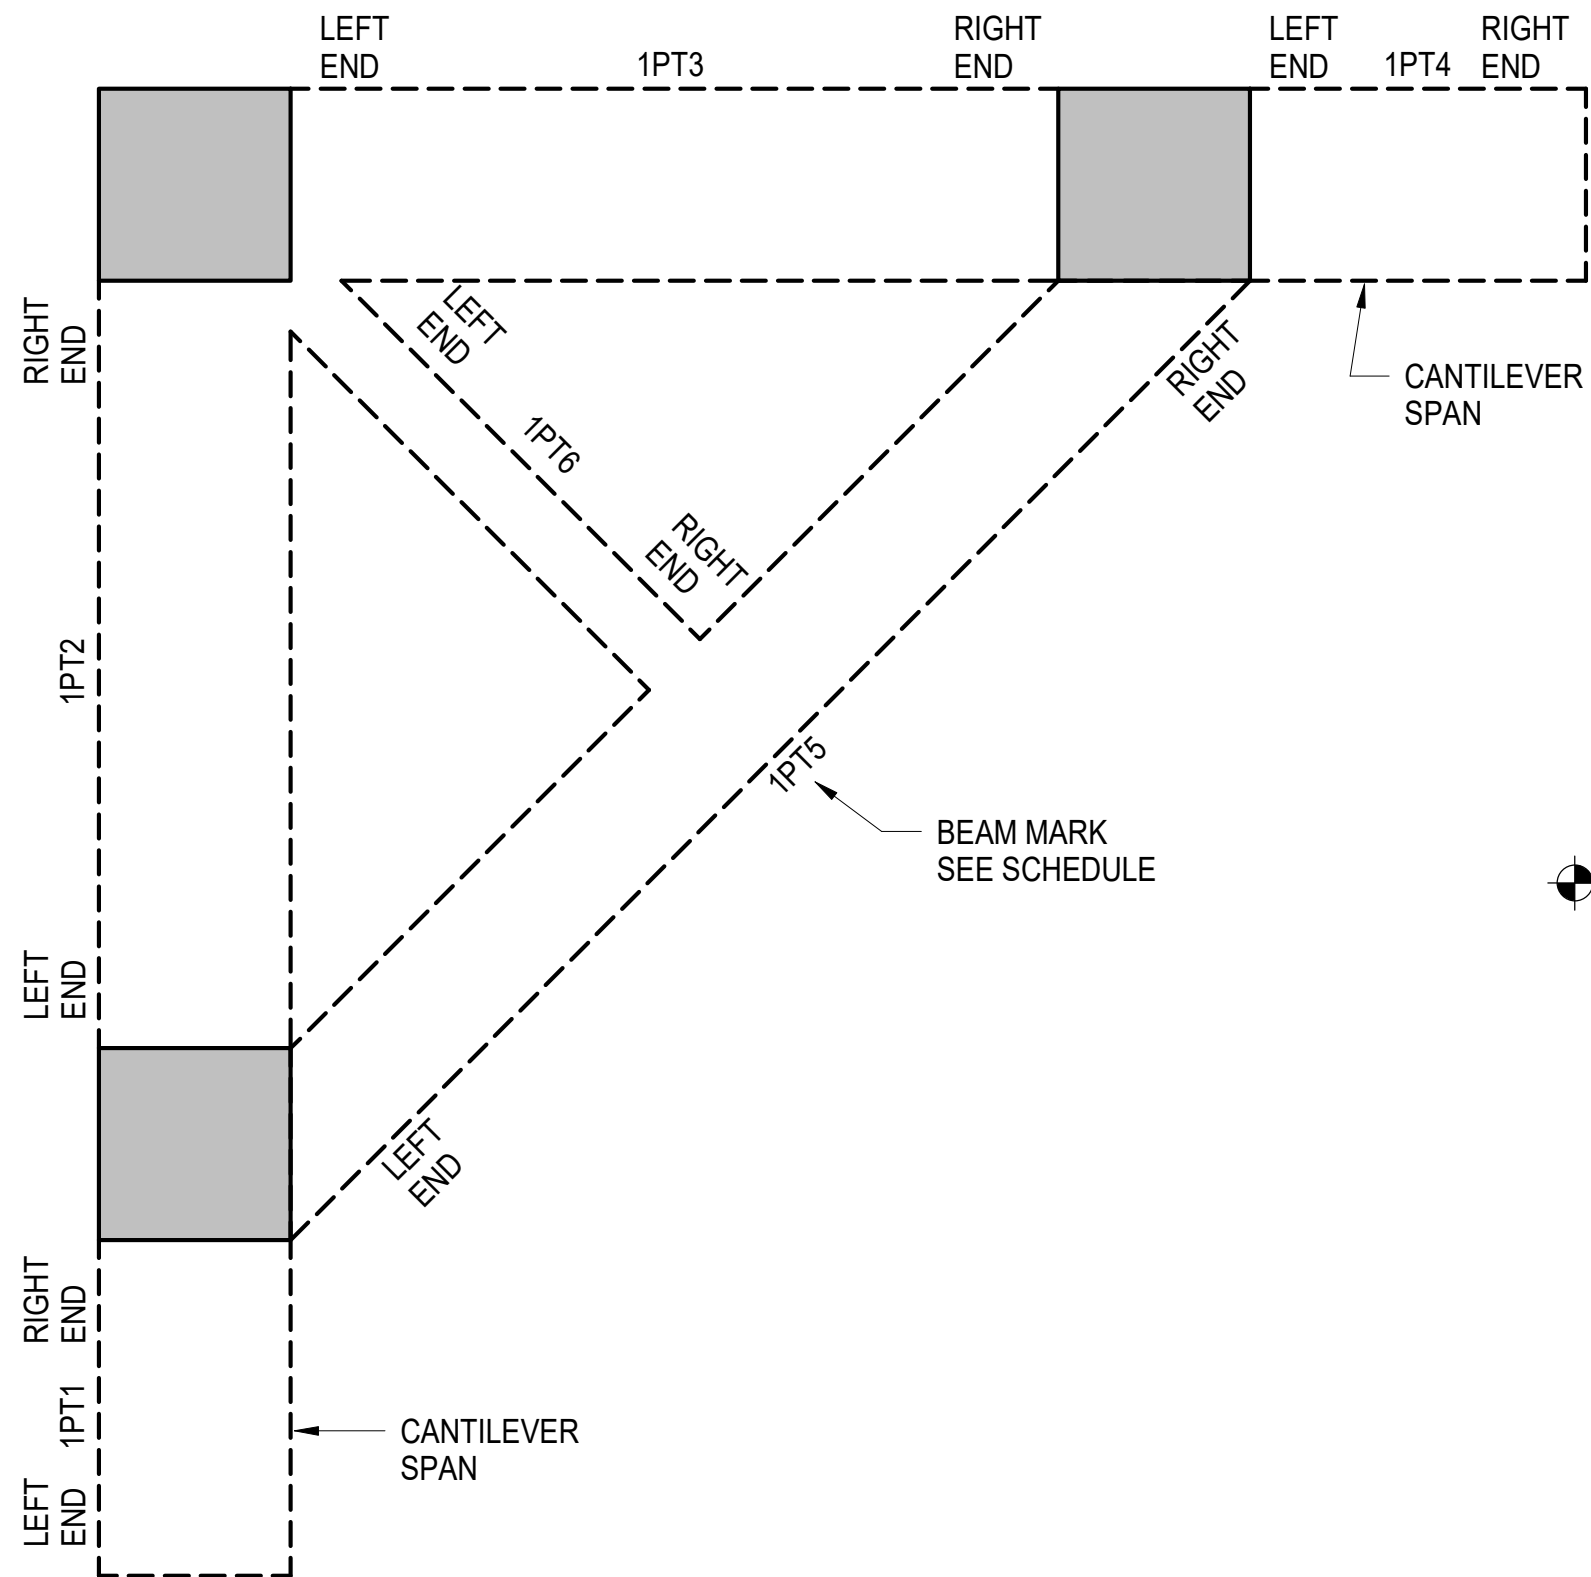 LEFT
END
1PT3
RIGHT
END
LEFT
END
1PT4
RIGHT
END
RIGHT
END
LEFT
END
1PT6
RIGHT
END
RIGHT
END
CANTILEVER
SPAN
1PT2
1PT5
BEAM MARK
SEE SCHEDULE
LEFT
END
LEFT
END
RIGHT
END
1PT1
CANTILEVER
SPAN
LEFT
END